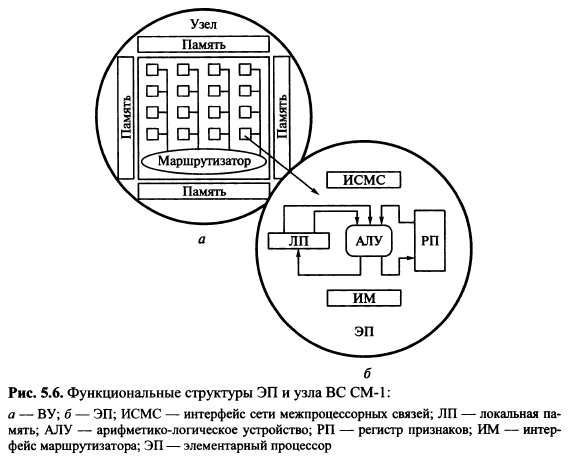 Узел
Память
Память
Память
Маршрутизатор
Память
а
ИСМС
ЛП
АЛУ
РП
ИМ
ЭП
б
Рис. 5.6. Функциональные структуры ЭП и узла ВС СМ-1:
а — ВУ; б — ЭП; ИСМС — интерфейс сети межпроцессорных связей; ЛП — локальная па-
мять; АЛУ — арифметико-логическое устройство; РП — регистр признаков; ИМ — интер-
фейс маршрутизатора; ЭП — элементарный процессор